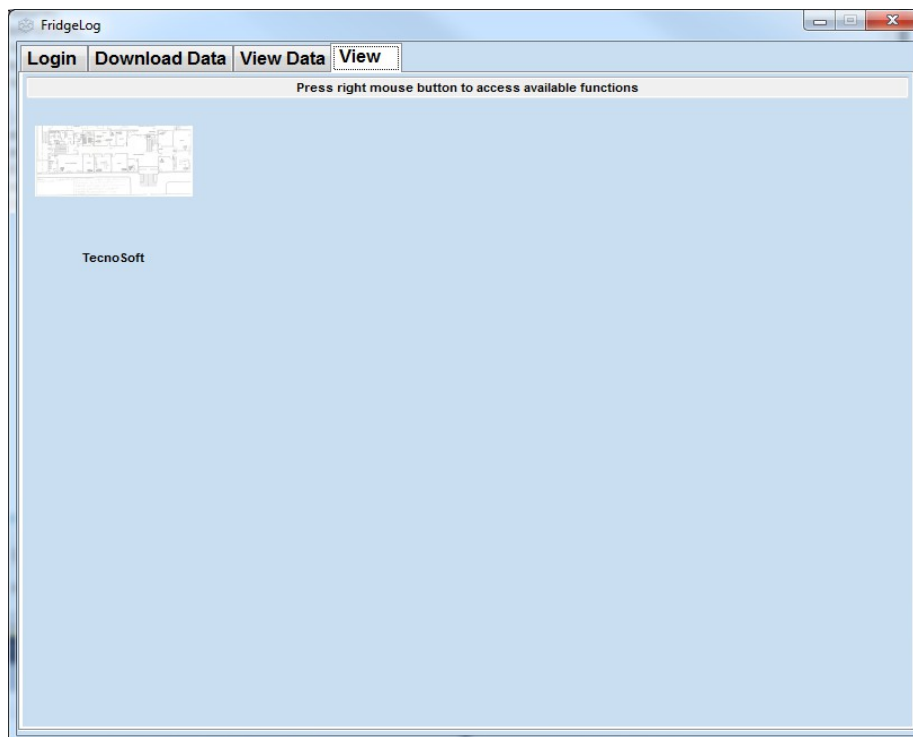 FridgeLog
Login Download Data View Data View
Press right mouse button to access available functions
TecnoSoft